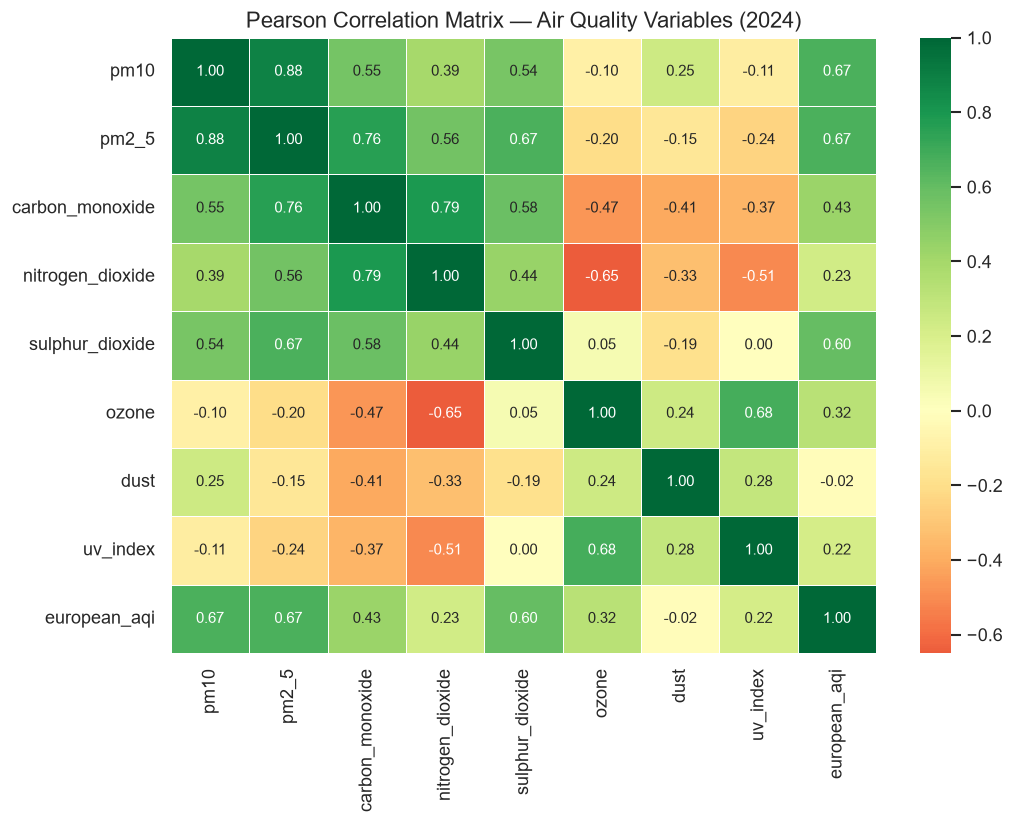 Pearson Correlation Matrix — Air Quality Variables (2024)
pm10 1.00 0.88 0.55 0.39 0.54 -0.10 0.25 -0.11 0.67
pm2_5 0.88 1.00 0.76 0.56 0.67 -0.20 -0.15 -0.24 0.67
carbon_monoxide 0.55 0.76 1.00 0.79 0.58 -0.47 -0.41 -0.37 0.43
nitrogen_dioxide 0.39 0.56 0.79 1.00 0.44 -0.65 -0.33 -0.51 0.23
sulphur_dioxide 0.54 0.67 0.58 0.44 1.00 0.05 -0.19 0.00 0.60
ozone -0.10 -0.20 -0.47 -0.65 0.05 1.00 0.24 0.68 0.32
dust 0.25 -0.15 -0.41 -0.33 -0.19 0.24 1.00 0.28 -0.02
uv_index -0.11 -0.24 -0.37 -0.51 0.00 0.68 0.28 1.00 0.22
european_aqi 0.67 0.67 0.43 0.23 0.60 0.32 -0.02 0.22 1.00
pm10
pm2_5
carbon_monoxide
nitrogen_dioxide
sulphur_dioxide
ozone
dust
uv_index
european_aqi
1.0
0.8
0.6
0.4
0.2
0.0
−0.2
−0.4
−0.6